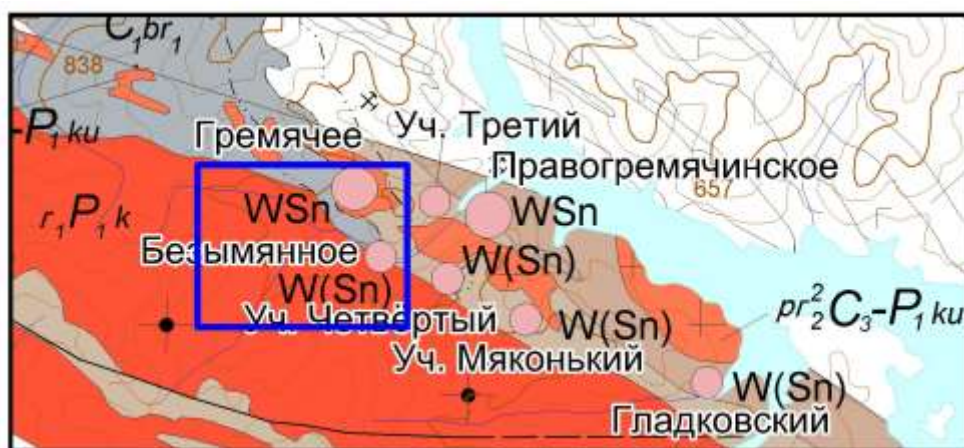 C₁br₁
838
Гремячее
Уч. Третий
-P₁ku
Правогремячинское
657
r₁P₁k
WSn
WSn
Безымянное
W(Sn)
W(Sn)
Уч. Четвёртый
W(Sn)
pr₂²C₃-P₁ku
Уч. Мяконький
W(Sn)
Гладковский